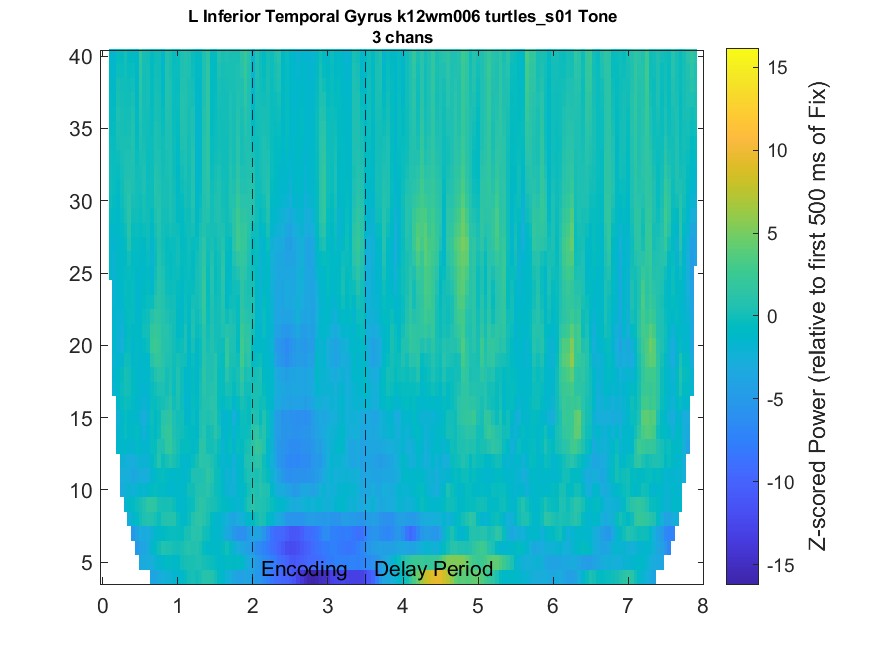 L Inferior Temporal Gyrus k12wm006 turtles_s01 Tone
3 chans
40
35
30
25
20
15
10
5
Encoding
Delay Period
0 1 2 3 4 5 6 7 8
15
10
5
0
-5
-10
-15
Z-scored Power (relative to first 500 ms of Fix)